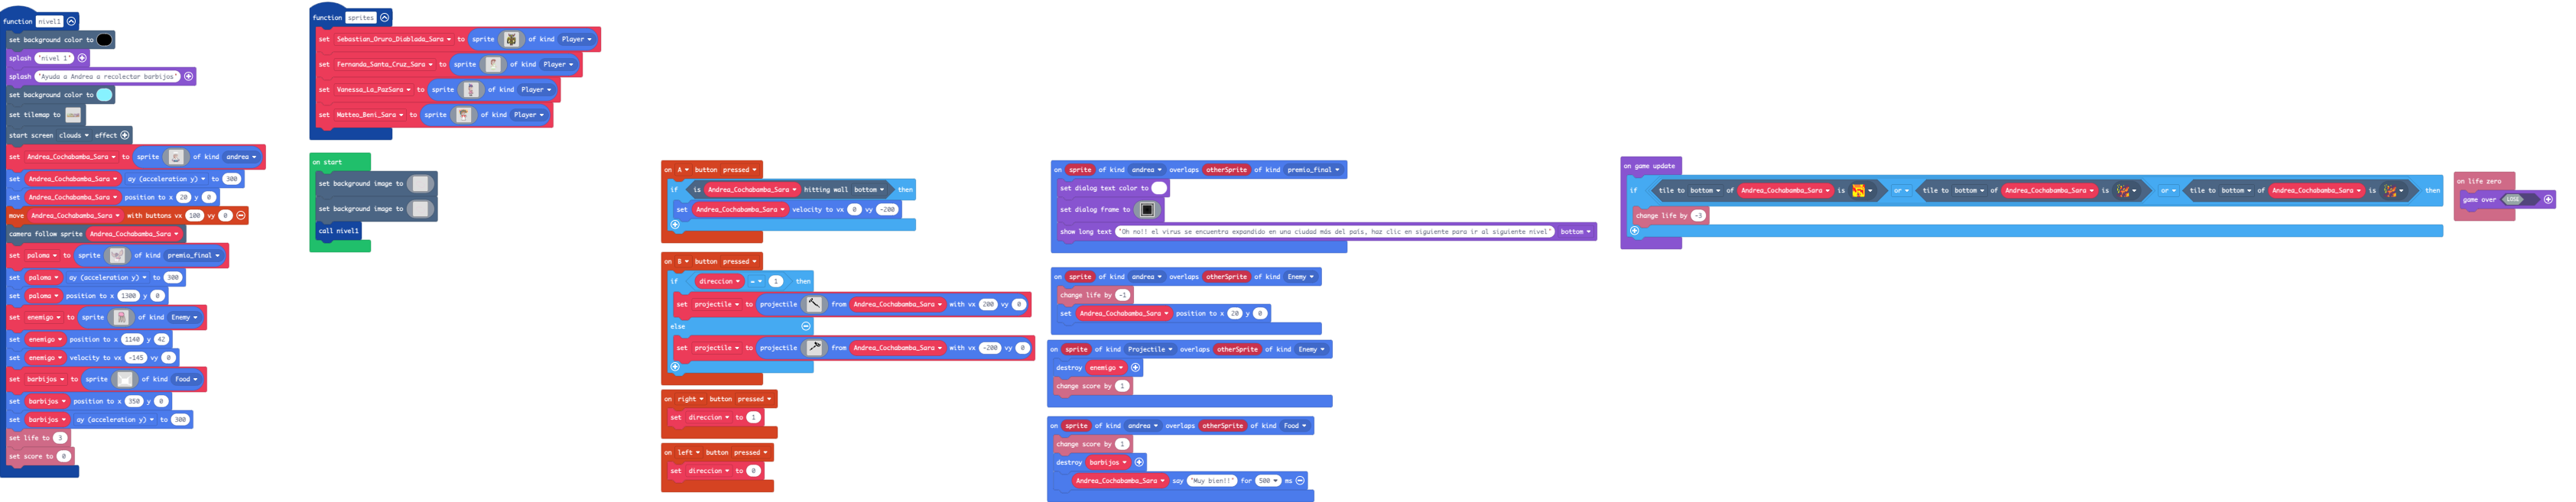 function nivel1
set background color to
splash "nivel 1"
splash "Ayuda a Andrea a recolectar barbijos"
set background color to
set tilemap to
start screen clouds effect
set Andrea_Cochabamba_Sara to sprite of kind andrea
set Andrea_Cochabamba_Sara ay (acceleration y) to 300
set Andrea_Cochabamba_Sara position to x 20 y 0
move Andrea_Cochabamba_Sara with buttons vx 100 vy 0
camera follow sprite Andrea_Cochabamba_Sara
set paloma to sprite of kind premio_final
set paloma ay (acceleration y) to 300
set paloma position to x 1300 y 0
set enemigo to sprite of kind Enemy
set enemigo position to x 1140 y 42
set enemigo velocity to vx -145 vy 0
set barbijos to sprite of kind Food
set barbijos position to x 350 y 0
set barbijos ay (acceleration y) to 300
set life to 3
set score to 0
function sprites
set Sebastian_Oruro_Diablada_Sara to sprite of kind Player
set Fernanda_Santa_Cruz_Sara to sprite of kind Player
set Vanessa_La_PazSara to sprite of kind Player
set Matteo_Beni_Sara to sprite of kind Player
on start
set background image to
set background image to
call nivel1
on A button pressed
if is Andrea_Cochabamba_Sara hitting wall bottom then
set Andrea_Cochabamba_Sara velocity to vx 0 vy -200
on B button pressed
if direccion = 1 then
set projectile to projectile from Andrea_Cochabamba_Sara with vx 200 vy 0
else
set projectile to projectile from Andrea_Cochabamba_Sara with vx -200 vy 0
on right button pressed
set direccion to 1
on left button pressed
set direccion to 0
on sprite of kind andrea overlaps otherSprite of kind premio_final
set dialog text color to
set dialog frame to
show long text "Oh no!! el virus se encuentra expandido en una ciudad más del país, haz clic en siguiente para ir al siguiente nivel" bottom
on sprite of kind andrea overlaps otherSprite of kind Enemy
change life by -1
set Andrea_Cochabamba_Sara position to x 20 y 0
on sprite of kind Projectile overlaps otherSprite of kind Enemy
destroy enemigo
change score by 1
on sprite of kind andrea overlaps otherSprite of kind Food
change score by 1
destroy barbijos
Andrea_Cochabamba_Sara say "Muy bien!!" for 500 ms
on game update
if tile to bottom of Andrea_Cochabamba_Sara is or tile to bottom of Andrea_Cochabamba_Sara is or tile to bottom of Andrea_Cochabamba_Sara is then
change life by -3
on life zero
game over LOSE